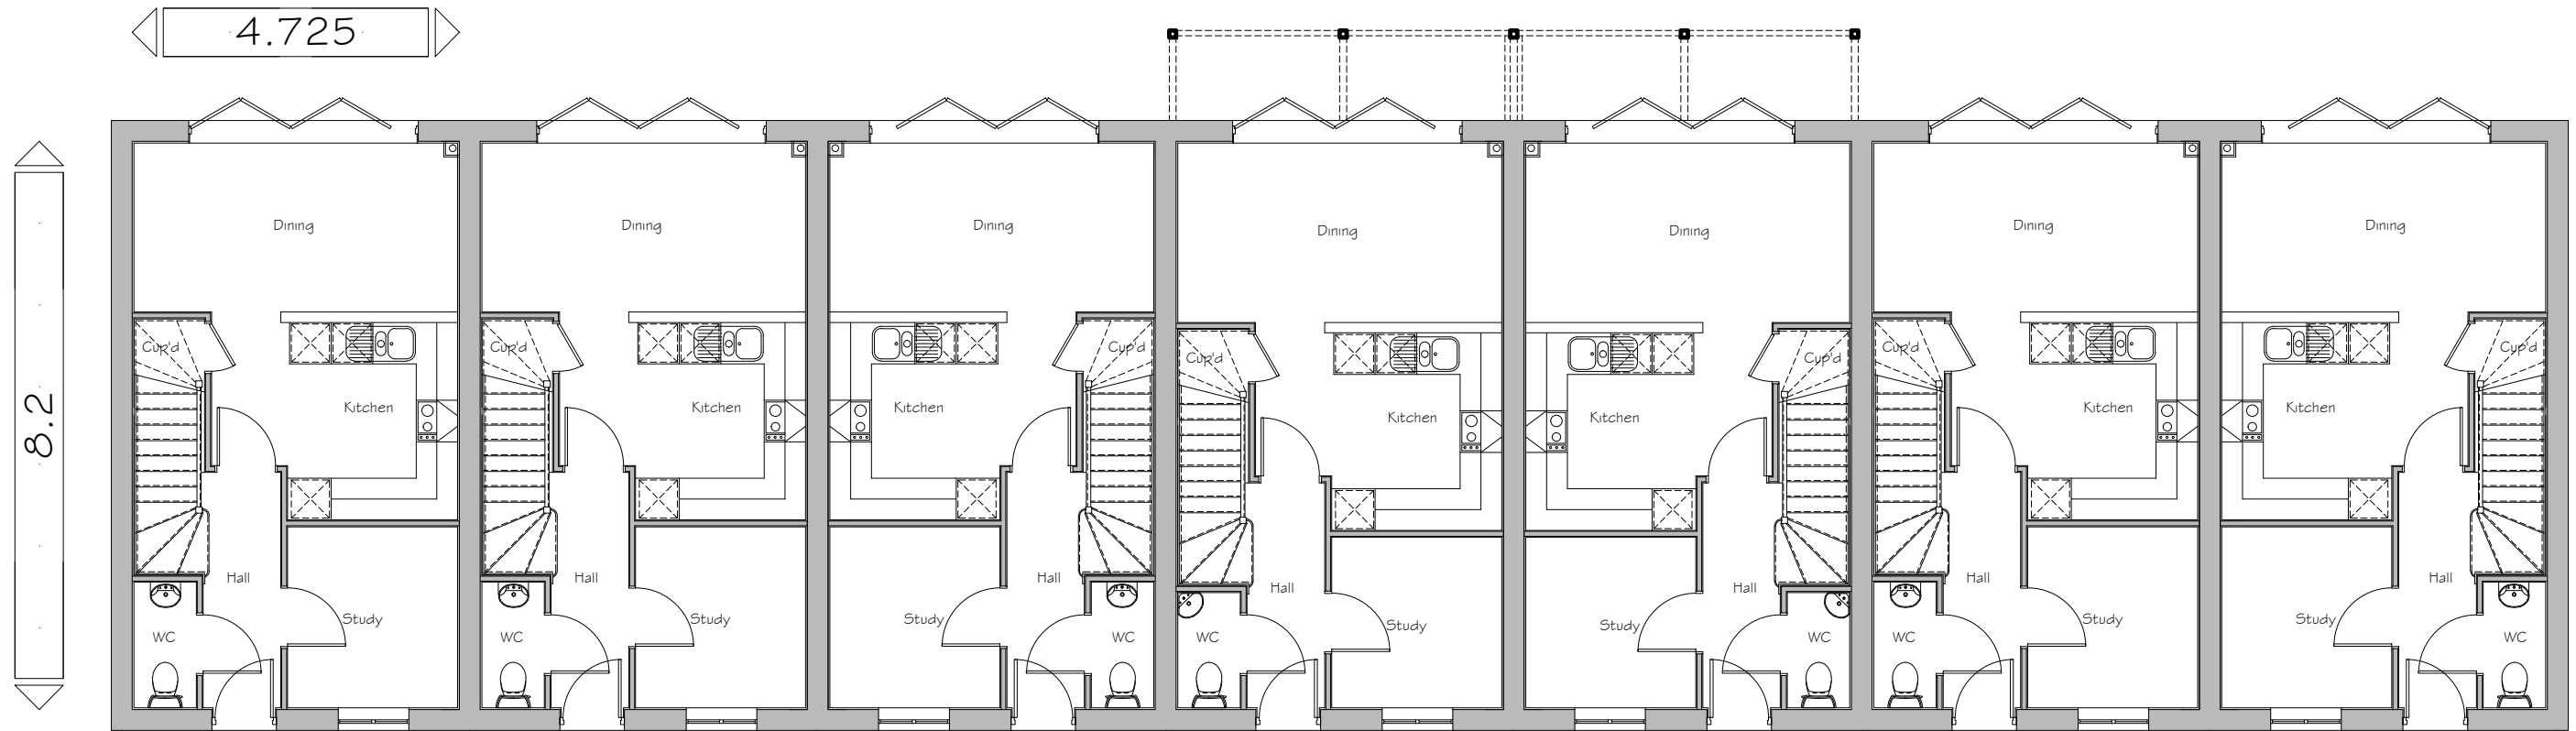 4.725
8.2
Dining Dining Dining Dining Dining Dining Dining
Cup'd Cup'd Cup'd Cup'd Cup'd Cup'd Cup'd
Kitchen Kitchen Kitchen Kitchen Kitchen Kitchen Kitchen
Hall Hall Hall Hall Hall Hall Hall
Study Study Study Study Study Study Study
WC WC WC WC WC WC WC